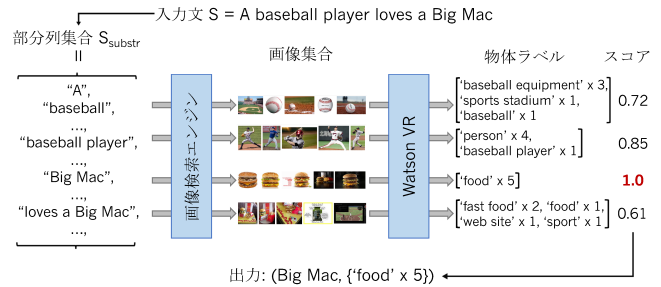 入力文 S = A baseball player loves a Big Mac
部分列集合 Ssubstr
=
画像集合
物体ラベル
スコア
“A”,
“baseball”,
...,
“baseball player”,
...,
“Big Mac”,
...,
“loves a Big Mac”,
...,
画像検索エンジン
Watson VR
‘baseball equipment’ x 3,
‘sports stadium’ x 1,
‘baseball’ x 1
0.72
‘person’ x 4,
‘baseball player’ x 1
0.85
‘food’ x 5
1.0
‘fast food’ x 2, ‘food’ x 1,
‘web site’ x 1, ‘sport’ x 1
0.61
出力: (Big Mac, {‘food’ x 5})